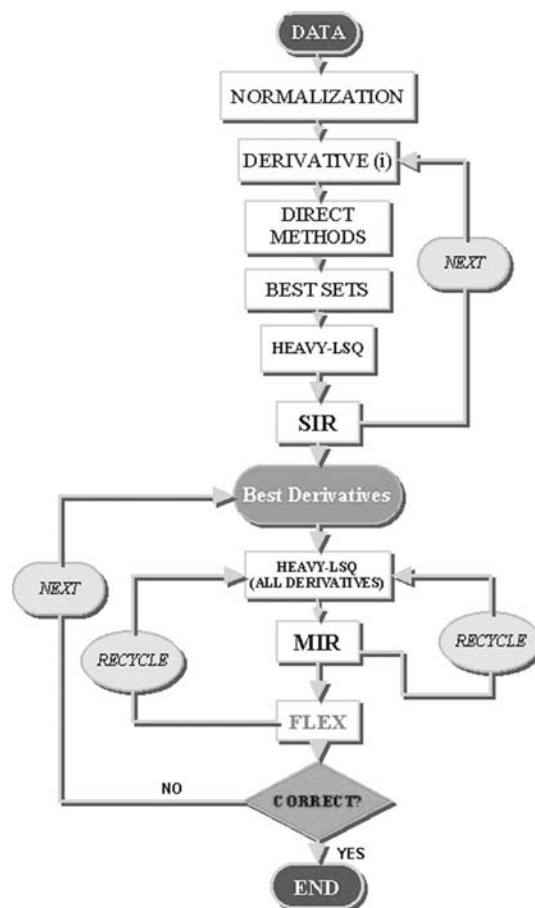 DATA
NORMALIZATION
DERIVATIVE (i)
DIRECT
METHODS
NEXT
BEST SETS
HEAVY-LSQ
SIR
Best Derivatives
HEAVY-LSQ
(ALL DERIVATIVES)
NEXT
RECYCLE
MIR
RECYCLE
FLEX
NO
CORRECT?
YES
END